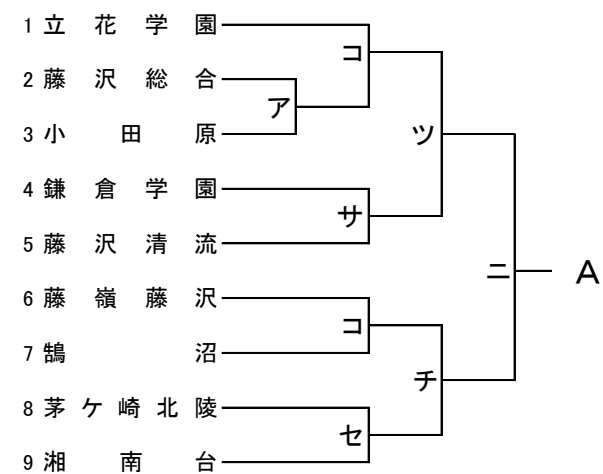 1 立花学園
コ
2 藤沢総合
ア
3 小田原
ツ
4 鎌倉学園
サ
5 藤沢清流
ニ A
6 藤嶺藤沢
コ
7 鵠沼
チ
8 茅ケ崎北陵
セ
9 湘南台